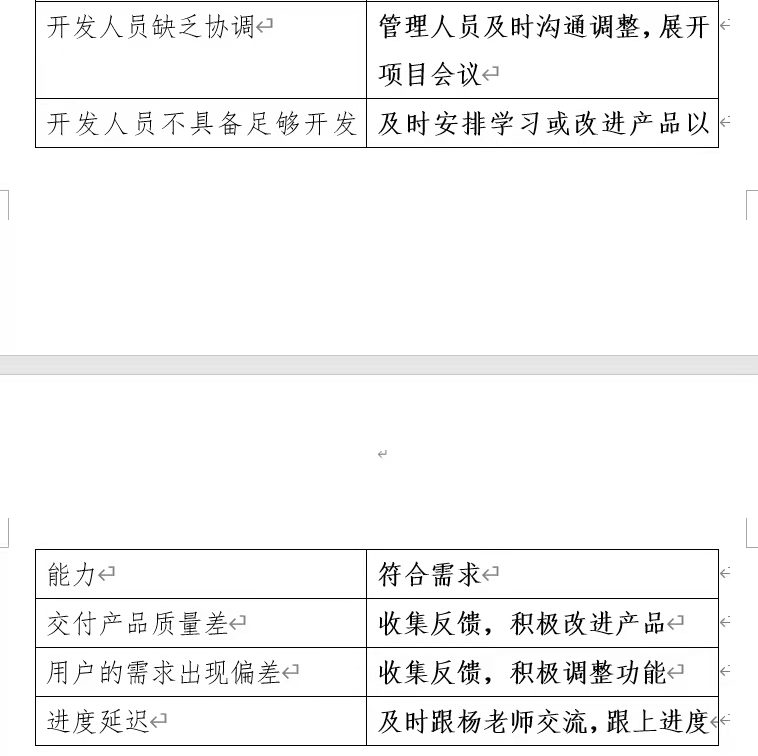 开发人员缺乏协调
管理人员及时沟通调整，展开
项目会议
开发人员不具备足够开发
及时安排学习或改进产品以
能力
符合需求
交付产品质量差
收集反馈，积极改进产品
用户的需求出现偏差
收集反馈，积极调整功能
进度延迟
及时跟杨老师交流，跟上进度